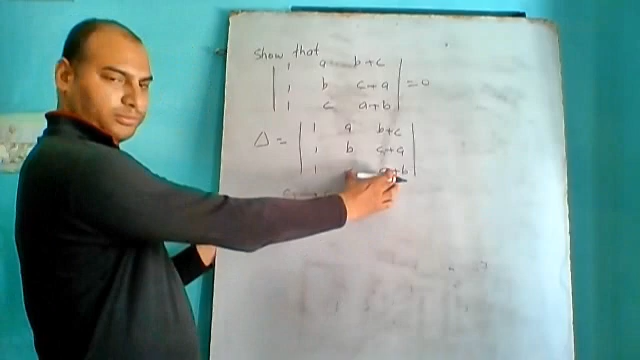 Show that
| 1 a b+c |
| 1 b c+a | = 0
| 1 c a+b |
Δ = | 1 a b+c |
| 1 b c+a |
| 1 a+b |